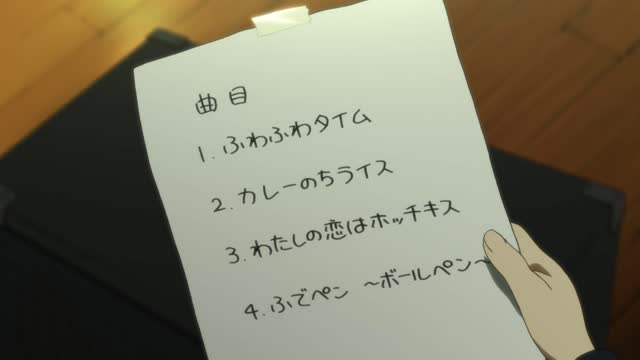 曲目
1. ふわふわタイム
2. カレーのちライス
3. わたしの恋はホッチキス
4. ふでペン 〜ボールペン〜